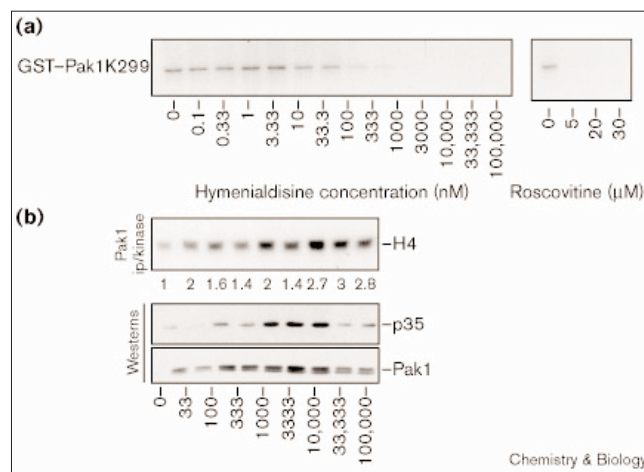 (a)
GST–Pak1K299
0–
0.1–
0.33–
1–
3.33–
10–
33.3–
100–
333–
1000–
3000–
10,000–
33,333–
100,000–
0–
5–
20–
30–
Hymenialdisine concentration (nM)
Roscovitine (μM)
(b)
Pak1
ip/kinase
–H4
1 2 1.6 1.4 2 1.4 2.7 3 2.8
Westerns
–p35
–Pak1
0–
33–
100–
333–
1000–
3333–
10,000–
33,333–
100,000–
Chemistry & Biology